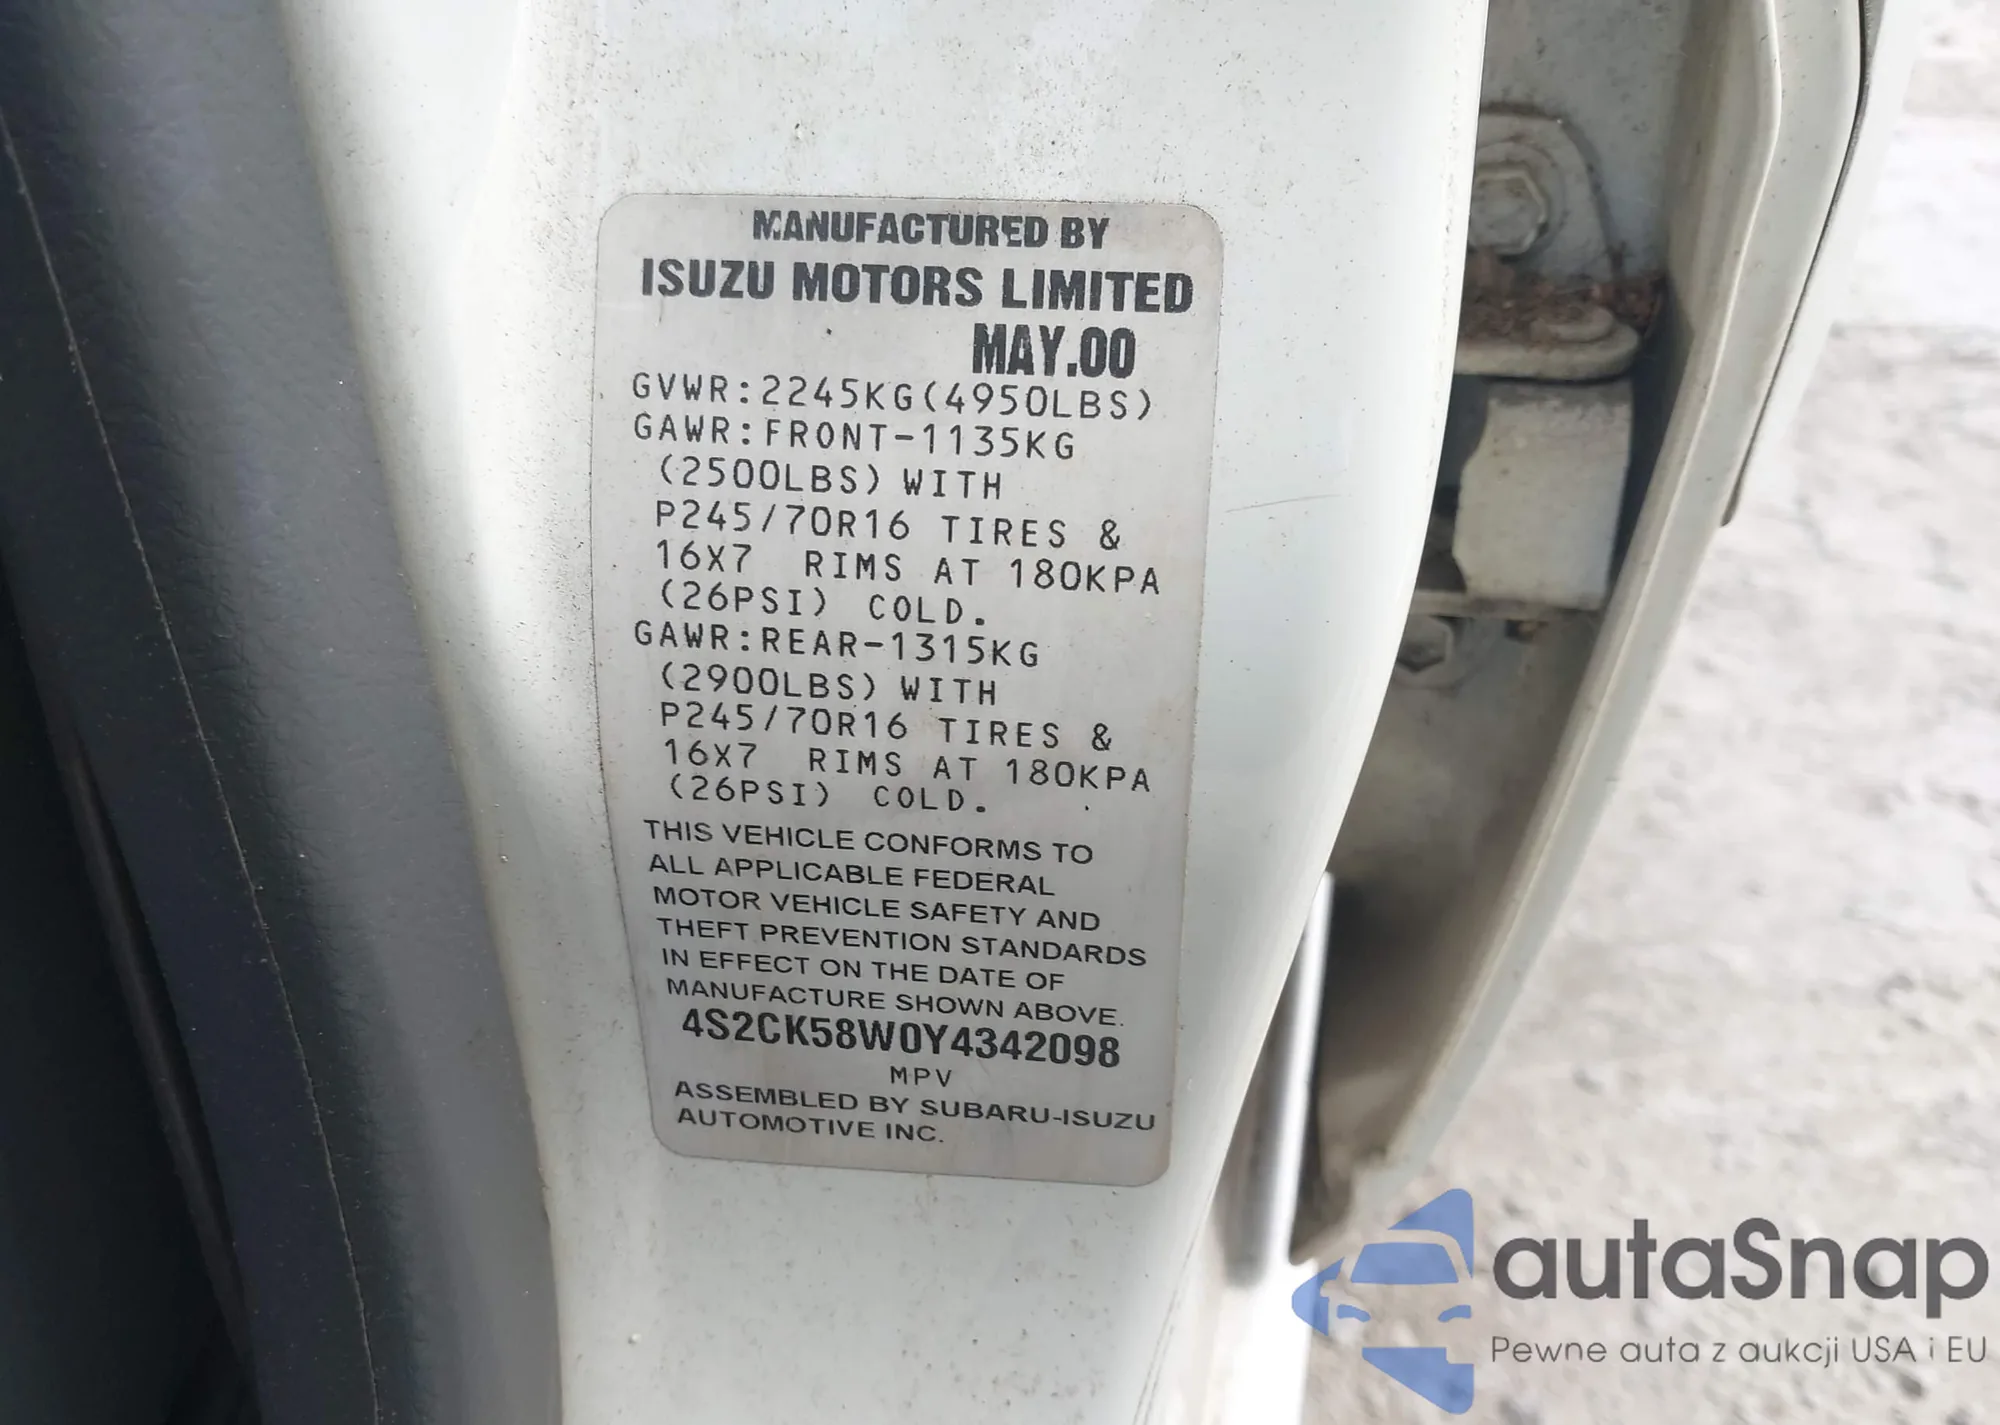 MANUFACTURED BY
ISUZU MOTORS LIMITED
MAY.00
GVWR:2245KG(4950LBS)
GAWR:FRONT-1135KG
(2500LBS) WITH
P245/70R16 TIRES &
16X7 RIMS AT 180KPA
(26PSI) COLD.
GAWR:REAR-1315KG
(2900LBS) WITH
P245/70R16 TIRES &
16X7 RIMS AT 180KPA
(26PSI) COLD.
THIS VEHICLE CONFORMS TO
ALL APPLICABLE FEDERAL
MOTOR VEHICLE SAFETY AND
THEFT PREVENTION STANDARDS
IN EFFECT ON THE DATE OF
MANUFACTURE SHOWN ABOVE.
4S2CK58W0Y4342098
MPV
ASSEMBLED BY SUBARU-ISUZU
AUTOMOTIVE INC.
autaSnap
Pewne auta z aukcji USA i EU